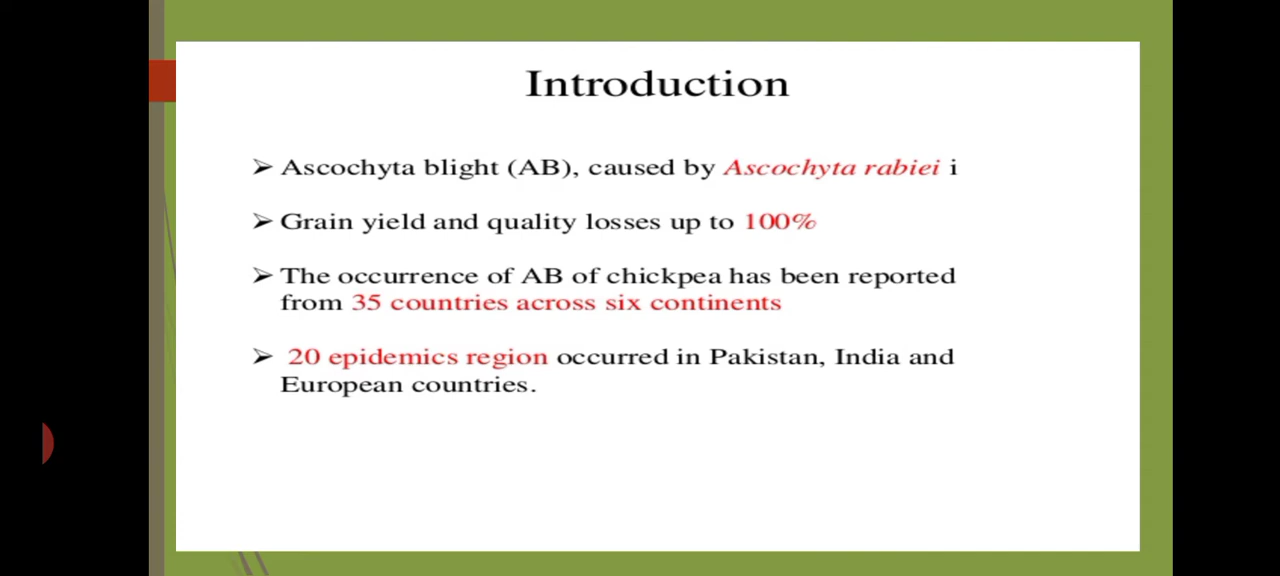 Introduction
➢ Ascochyta blight (AB), caused by Ascochyta rabiei i
➢ Grain yield and quality losses up to 100%
➢ The occurrence of AB of chickpea has been reported
from 35 countries across six continents
➢ 20 epidemics region occurred in Pakistan, India and
European countries.